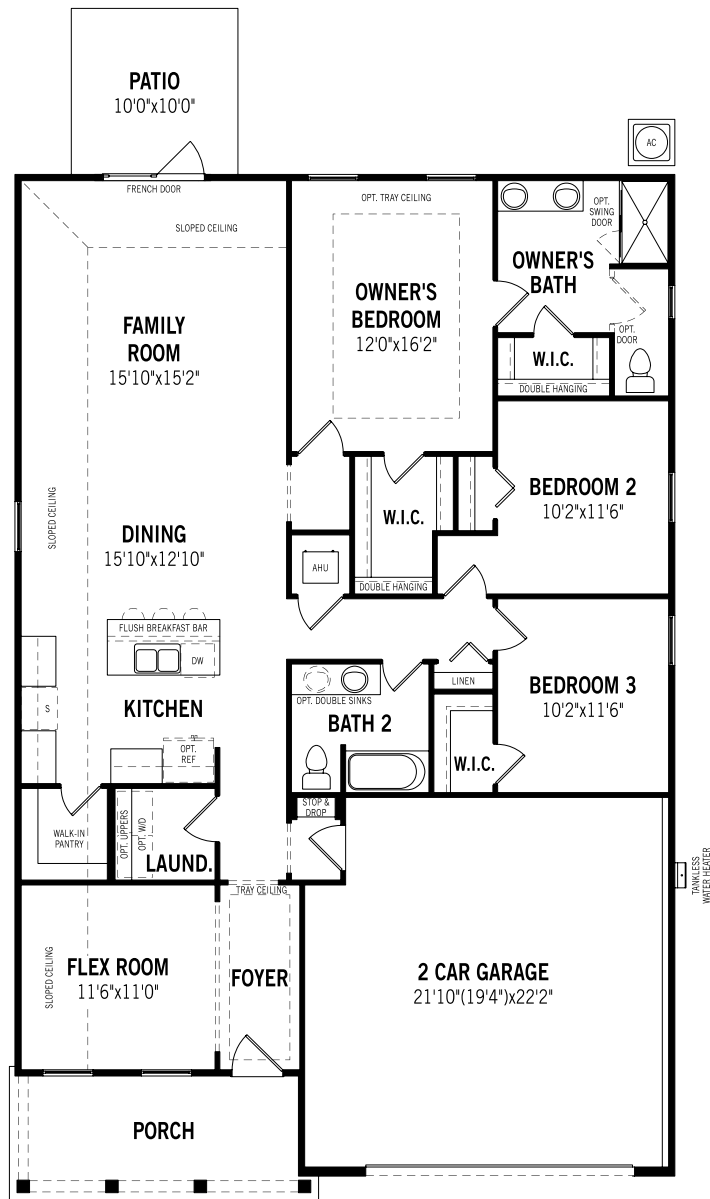 PATIO
10'0"x10'0"
AC
FRENCH DOOR
SLOPED CEILING
OPT. TRAY CEILING
OPT.
SWING
DOOR
OWNER'S
BATH
OWNER'S
BEDROOM
12'0"x16'2"
FAMILY
ROOM
15'10"x15'2"
OPT.
DOOR
W.I.C.
DOUBLE HANGING
BEDROOM 2
10'2"x11'6"
SLOPED CEILING
DINING
15'10"x12'10"
W.I.C.
AHU
DOUBLE HANGING
FLUSH BREAKFAST BAR
DW
LINEN
BEDROOM 3
10'2"x11'6"
S
KITCHEN
OPT. DOUBLE SINKS
BATH 2
OPT.
REF
W.I.C.
STOP &
DROP
WALK-IN
PANTRY
OPT. UPPERS
OPT. W/D
LAUND.
TANKLESS
WATER HEATER
TRAY CEILING
SLOPED CEILING
FLEX ROOM
11'6"x11'0"
FOYER
2 CAR GARAGE
21'10"(19'4")x22'2"
PORCH